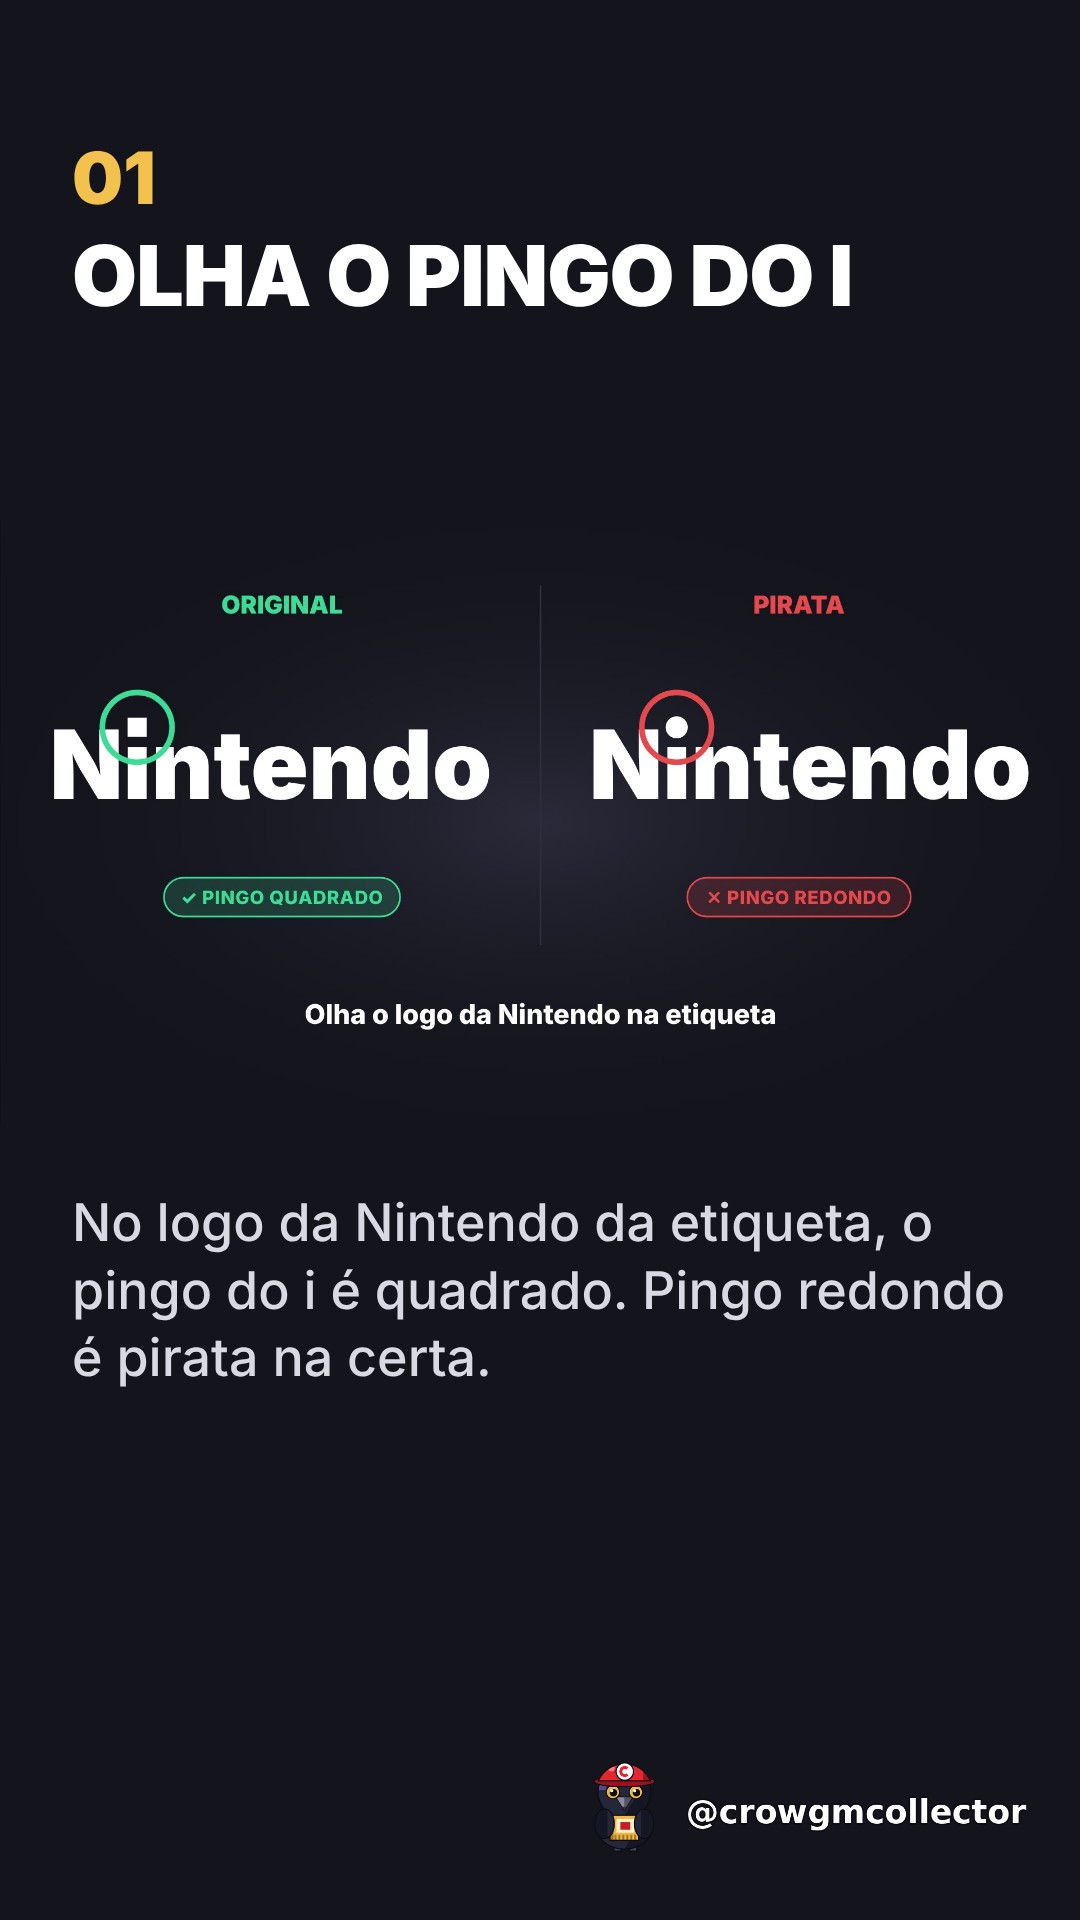 01
OLHA O PINGO DO I
ORIGINAL
PIRATA
Nintendo
Nintendo
✓ PINGO QUADRADO
✕ PINGO REDONDO
Olha o logo da Nintendo na etiqueta
No logo da Nintendo da etiqueta, o
pingo do i é quadrado. Pingo redondo
é pirata na certa.
C
@crowgmcollector